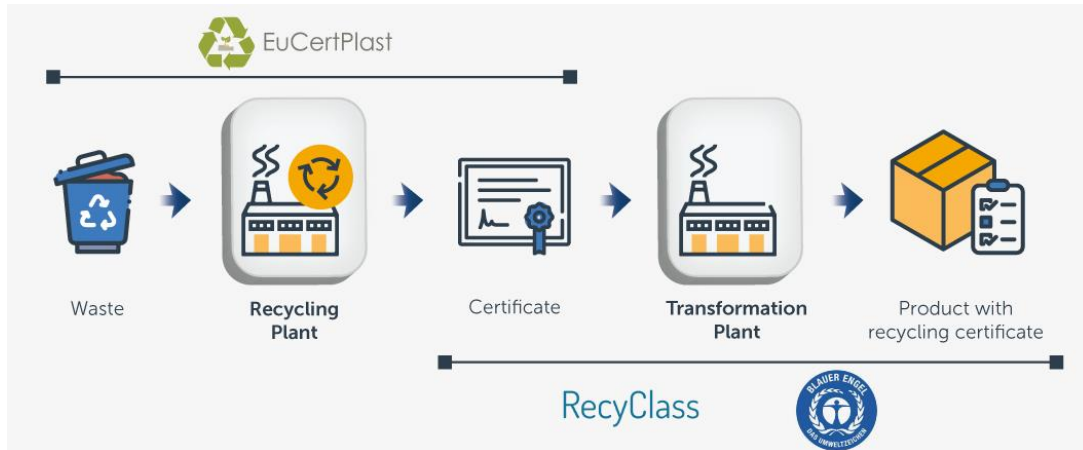 EuCertPlast
Waste
Recycling
Plant
Certificate
Transformation
Plant
Product with
recycling certificate
RecyClass
BLAUER ENGEL
DAS UMWELTZEICHEN